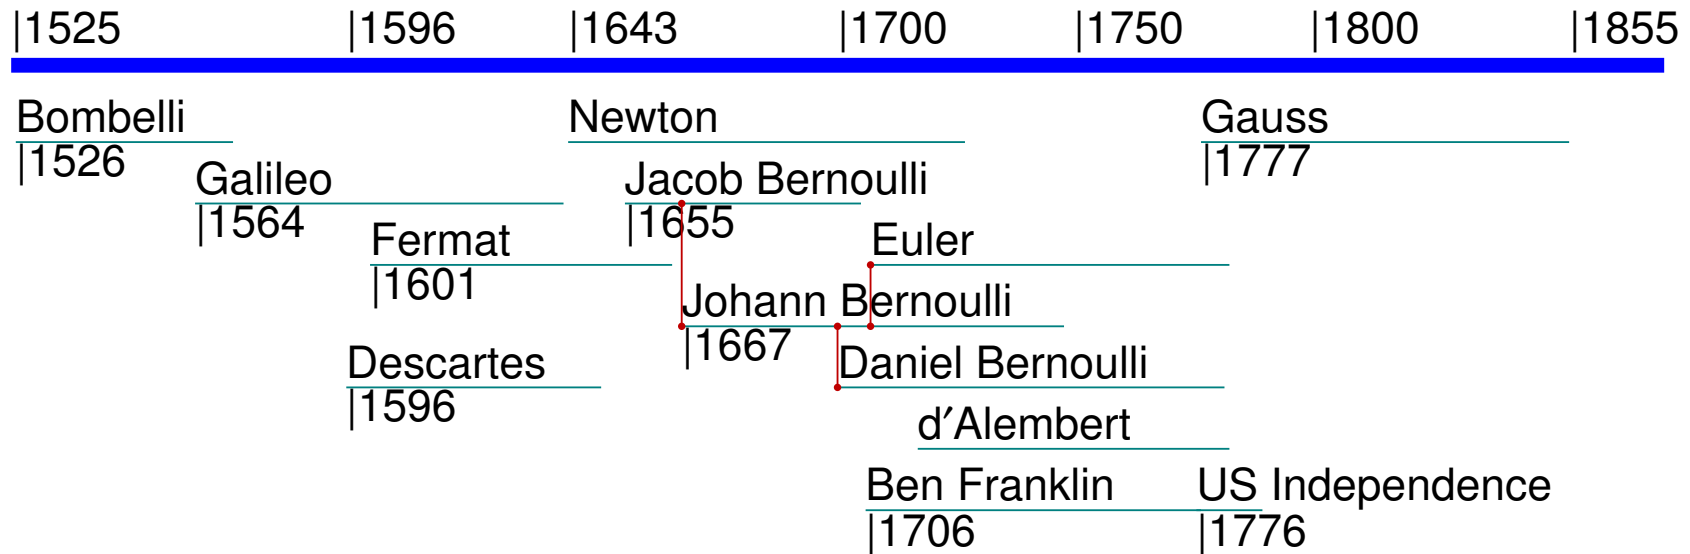 |1525 |1596 |1643 |1700 |1750 |1800 |1855
Bombelli Newton Gauss
|1526 |1777
Galileo Jacob Bernoulli
|1564 |1655
Fermat Euler
|1601
Johann Bernoulli
|1667
Descartes Daniel Bernoulli
|1596
d′Alembert
Ben Franklin US Independence
|1706 |1776